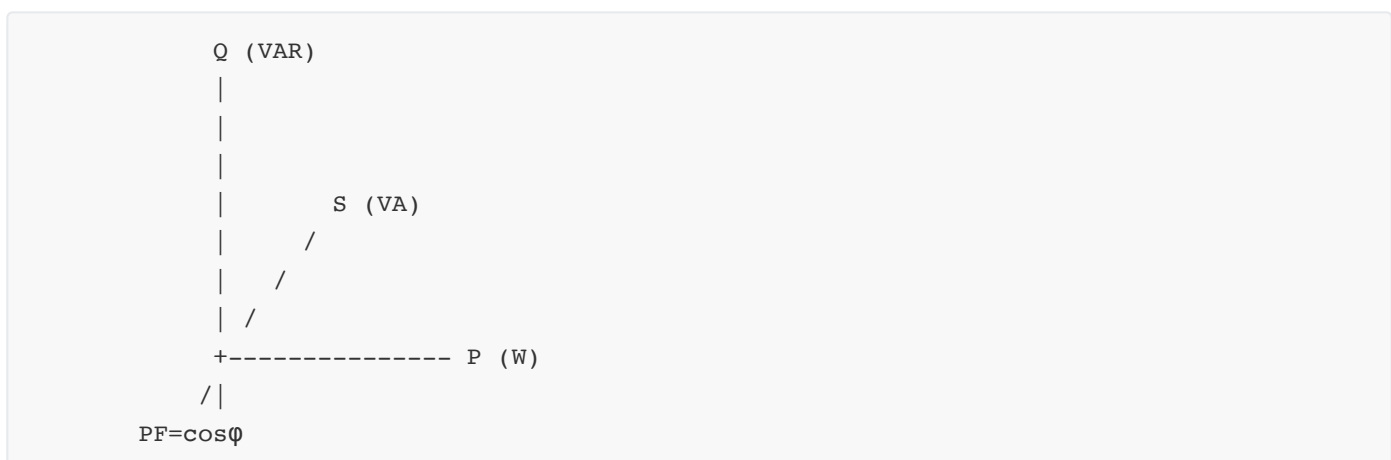 Q (VAR)
S (VA)
+--------------- P (W)
PF=cosφ